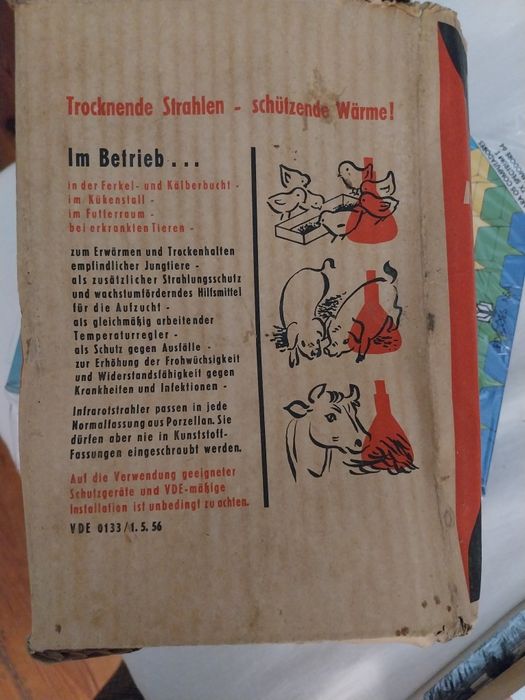 Trocknende Strahlen - schützende Wärme!
Im Betrieb...
in der Ferkel- und Kälberbucht -
im Kükenstall -
im Futterraum -
bei erkrankten Tieren -
zum Erwärmen und Trockenhalten
empfindlicher Jungtiere -
als zusätzlicher Strahlungsschutz
und wachstumförderndes Hilfsmittel
für die Aufzucht -
als gleichmäßig arbeitender
Temperaturregler -
als Schutz gegen Ausfälle -
zur Erhöhung der Frohwüchsigkeit
und Widerstandsfähigkeit gegen
Krankheiten und Infektionen -
Infrarotstrahler passen in jede
Normalfassung aus Porzellan. Sie
dürfen aber nie in Kunststoff-
Fassungen eingeschraubt werden.
Auf die Verwendung geeigneter
Schutzgeräte und VDE-mäßige
Installation ist unbedingt zu achten.
VDE 0133/1.5.56